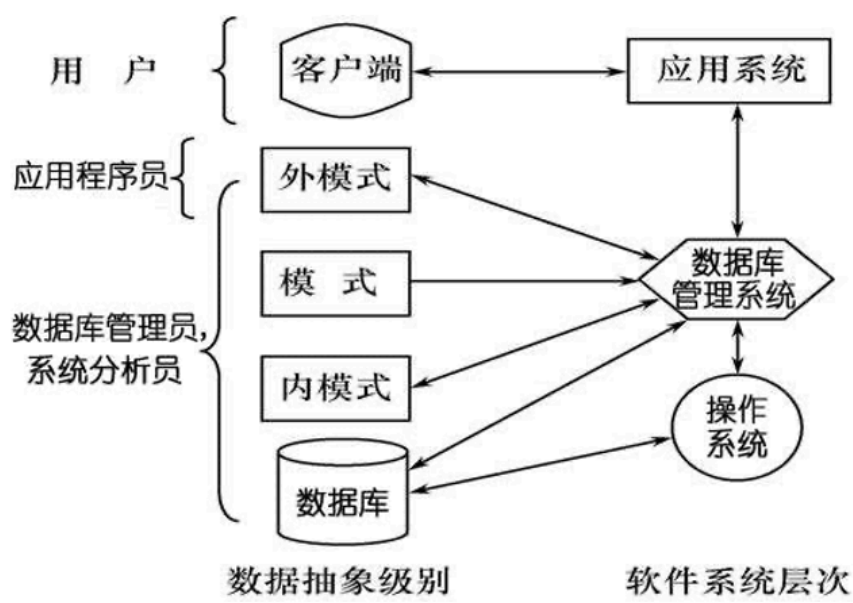 用 户
客户端
应用系统
应用程序员
外模式
模 式
数据库
管理系统
数据库管理员,
系统分析员
内模式
操作
系统
数据库
数据抽象级别
软件系统层次